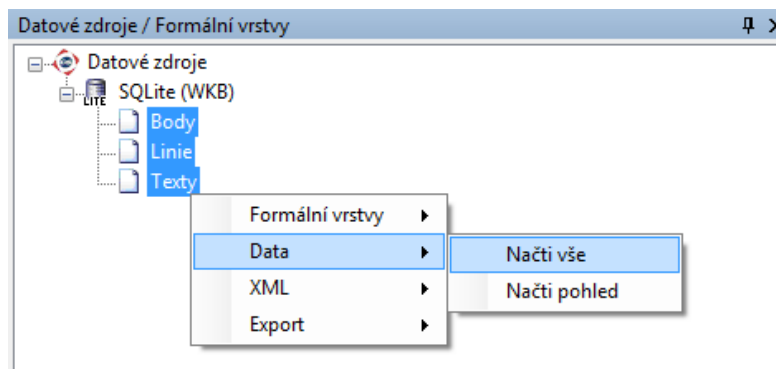 Datové zdroje / Formální vrstvy
Datové zdroje
LITE SQLite (WKB)
Body
Linie
Texty
Formální vrstvy
Data
XML
Export
Načti vše
Načti pohled